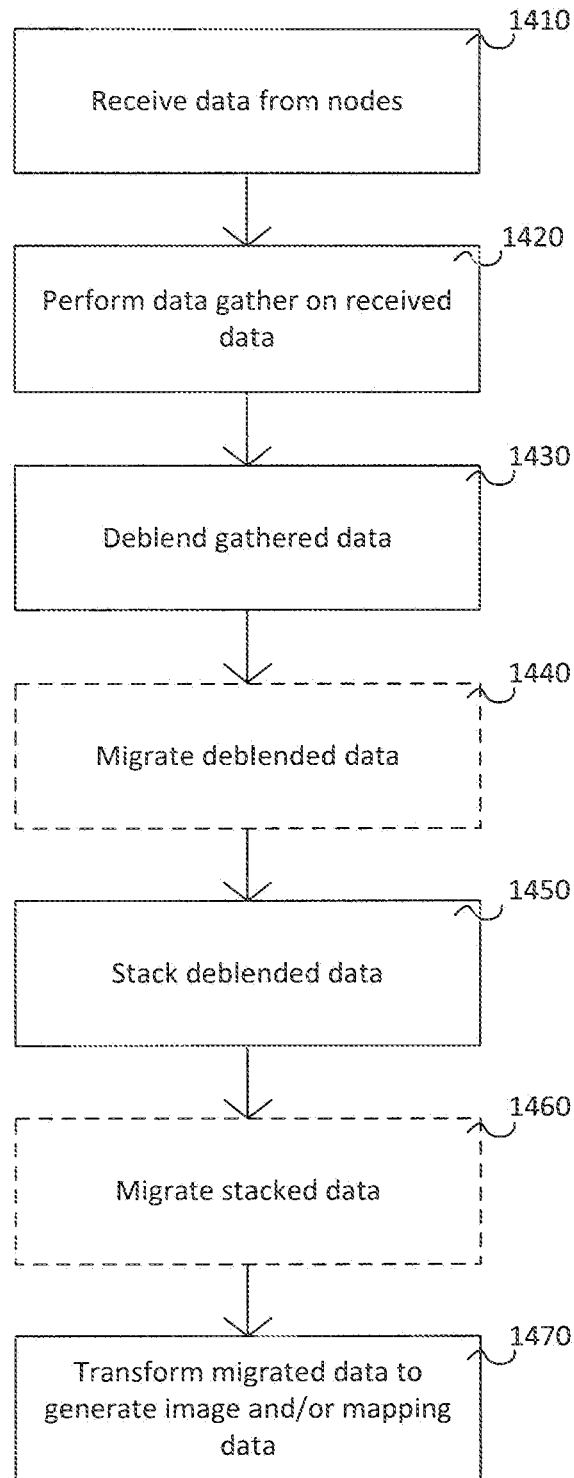 1410
Receive data from nodes
1420
Perform data gather on received
data
1430
Deblend gathered data
1440
Migrate deblended data
1450
Stack deblended data
1460
Migrate stacked data
1470
Transform migrated data to
generate image and/or mapping
data